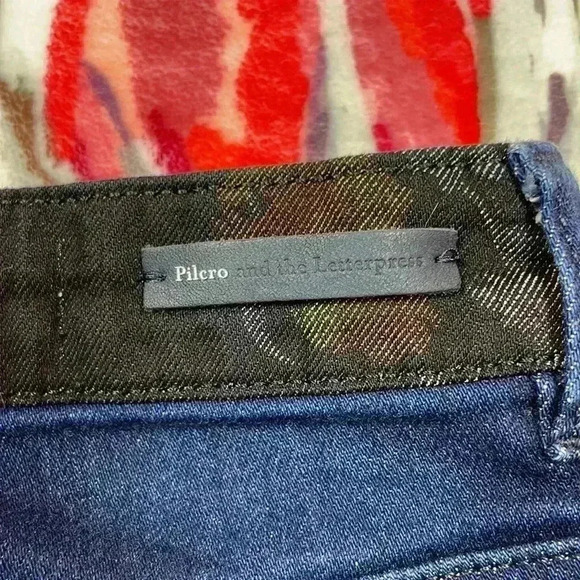 Pilcro and the Letterpress